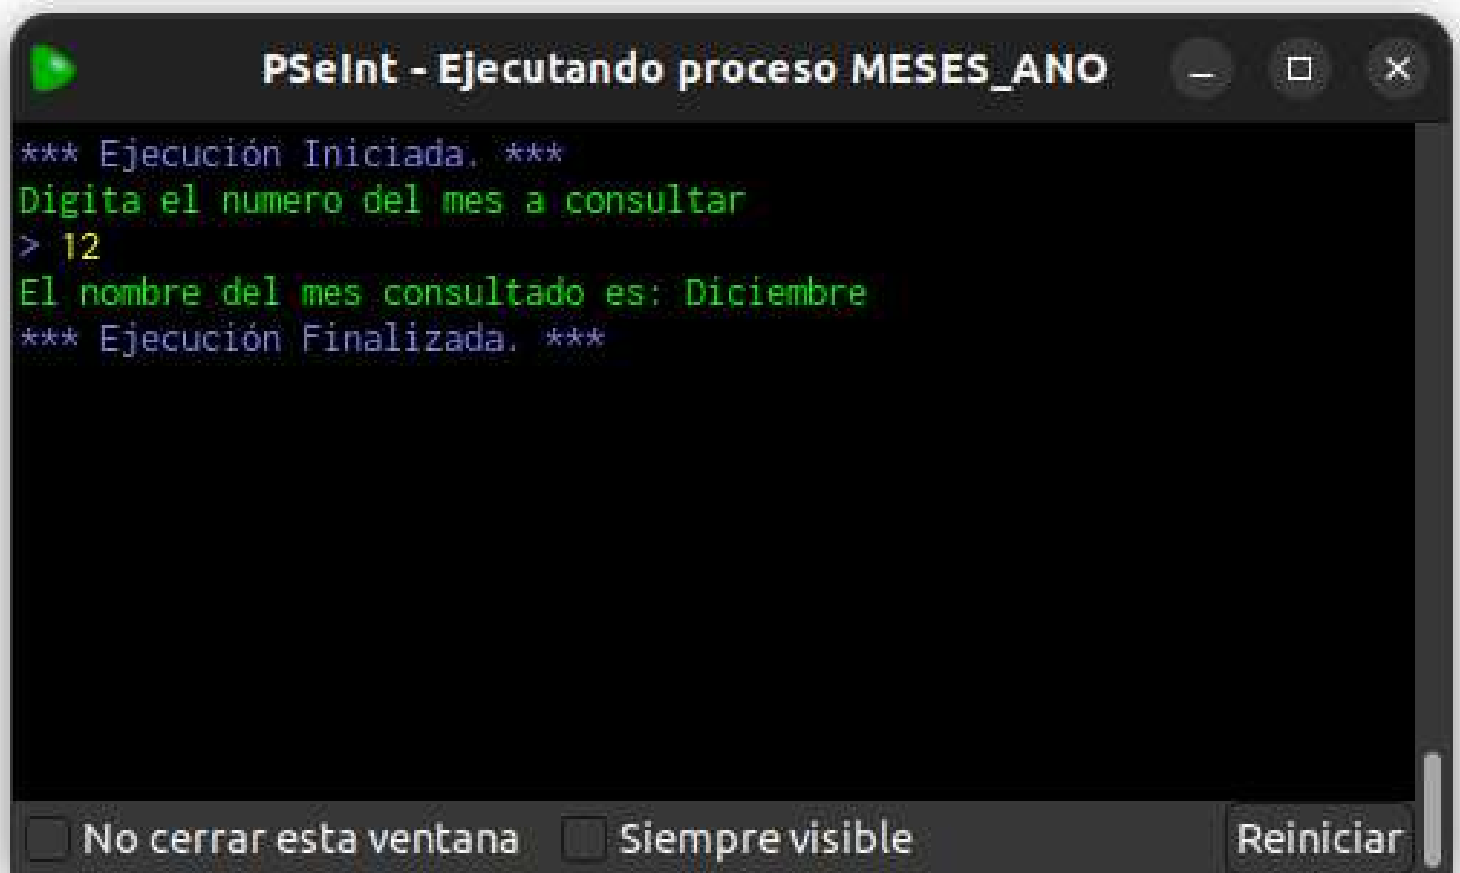 PSeInt - Ejecutando proceso MESES_ANO
*** Ejecución Iniciada. ***
Digita el numero del mes a consultar
> 12
El nombre del mes consultado es: Diciembre
*** Ejecución Finalizada. ***
No cerrar esta ventana Siempre visible Reiniciar